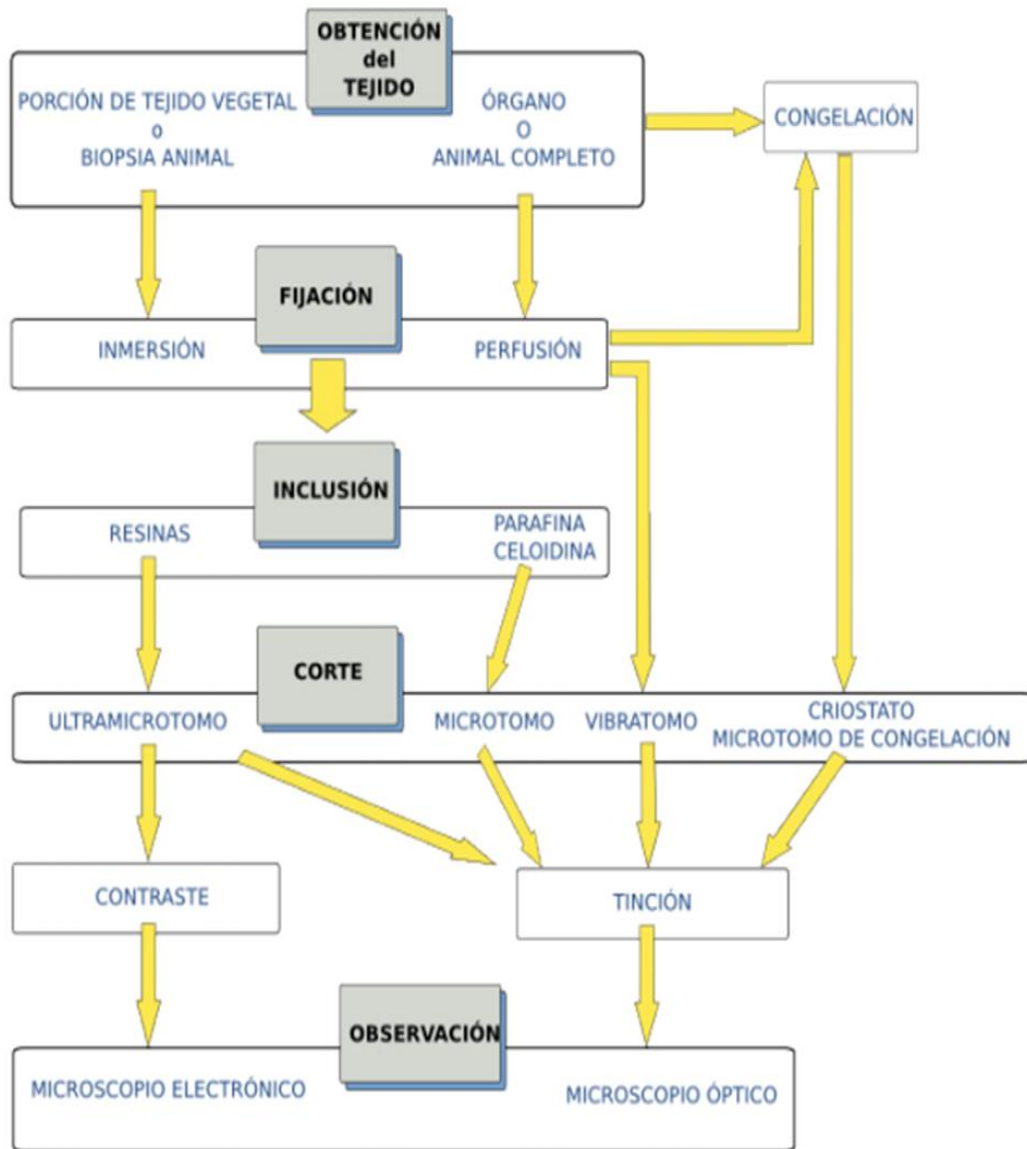 OBTENCIÓN
del
TEJIDO
PORCIÓN DE TEJIDO VEGETAL
o
BIOPSIA ANIMAL
ÓRGANO
O
ANIMAL COMPLETO
CONGELACIÓN
FIJACIÓN
INMERSIÓN
PERFUSIÓN
INCLUSIÓN
RESINAS
PARAFINA
CELOIDINA
CORTE
ULTRAMICROTOMO
MICROTOMO
VIBRATOMO
CRIOSTATO
MICROTOMO DE CONGELACIÓN
CONTRASTE
TINCIÓN
OBSERVACIÓN
MICROSCOPIO ELECTRÓNICO
MICROSCOPIO ÓPTICO